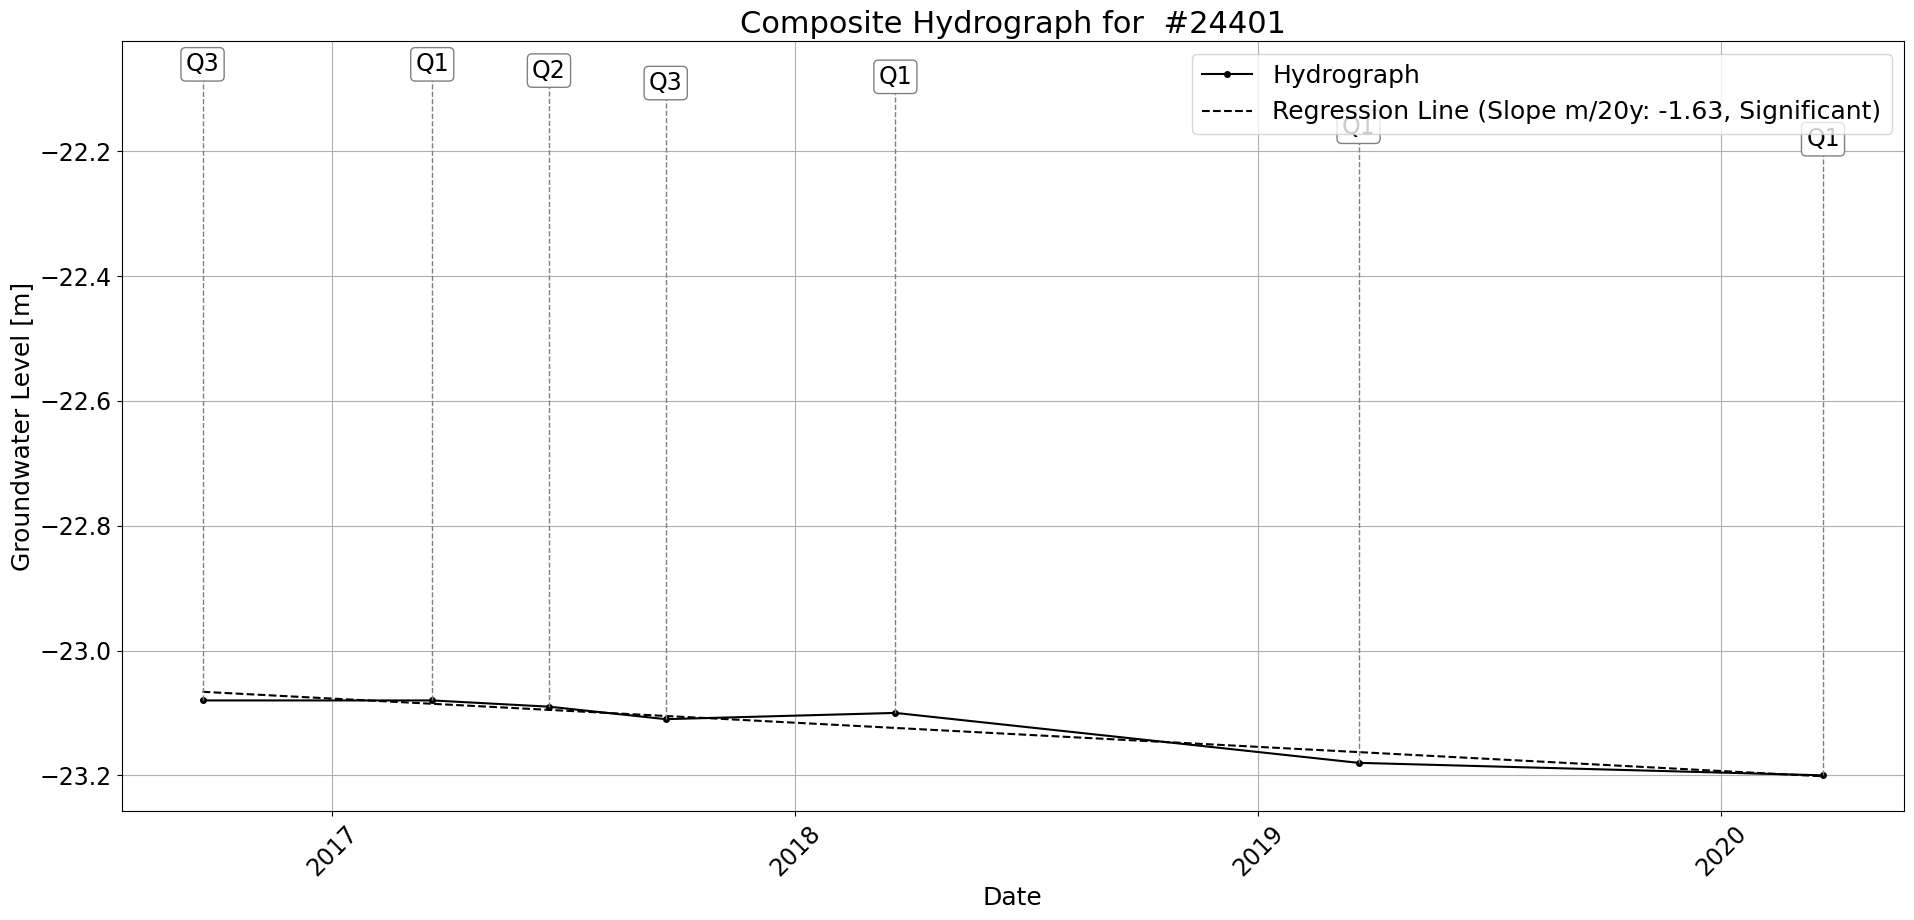 Composite Hydrograph for #24401
Q3
Q1
Q2
Q3
Q1
Q1
Q1
Hydrograph
Regression Line (Slope m/20y: -1.63, Significant)
Groundwater Level [m]
−22.2
−22.4
−22.6
−22.8
−23.0
−23.2
2017
2018
2019
2020
Date